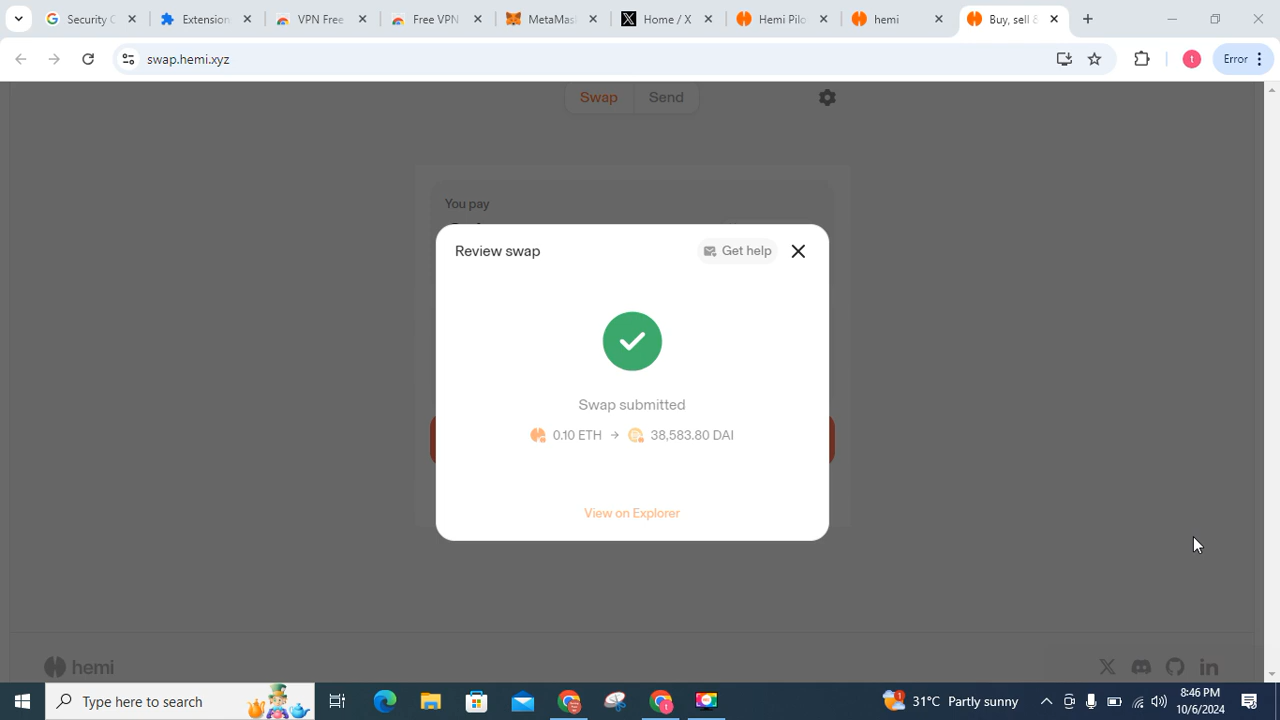 Security C
Extension
VPN Free
Free VPN
MetaMas
Home / X
Hemi Pilo
hemi
Buy, sell &
swap.hemi.xyz
t
Error
Swap
Send
You pay
Review swap
Get help
Swap submitted
0.10 ETH → 38,583.80 DAI
View on Explorer
hemi
Type here to search
1
31°C Partly sunny
8:46 PM
10/6/2024